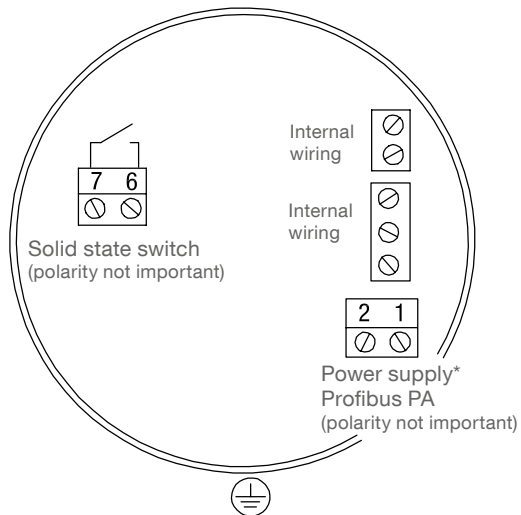 Internal
wiring
7 6
Internal
wiring
Solid state switch
(polarity not important)
2 1
Power supply*
Profibus PA
(polarity not important)